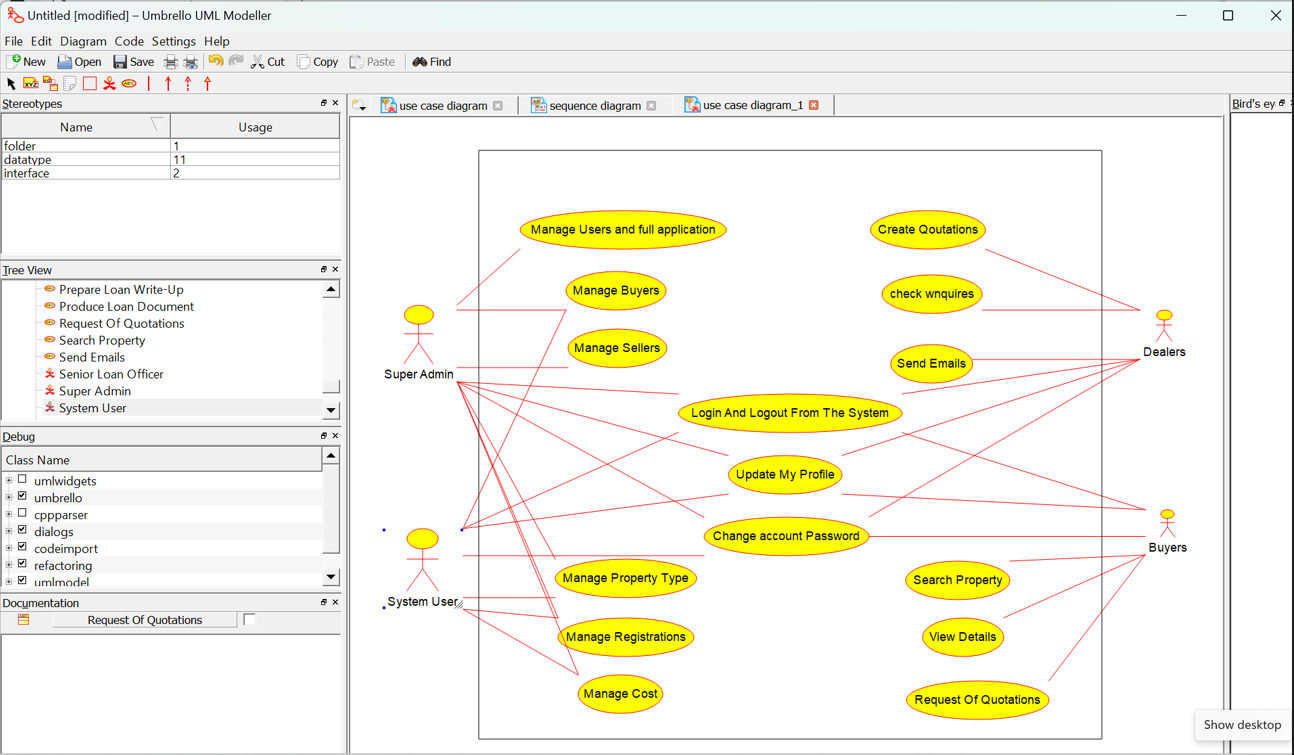 Untitled [modified] – Umbrello UML Modeller
File Edit Diagram Code Settings Help
New Open Save Cut Copy Paste Find
XYZ ABC
Stereotypes
Name Usage
folder 1
datatype 11
interface 2
Tree View
Prepare Loan Write-Up
Produce Loan Document
Request Of Quotations
Search Property
Send Emails
Senior Loan Officer
Super Admin
System User
Debug
Class Name
umlwidgets
umbrello
cppparser
dialogs
codeimport
refactoring
umlmodel
Documentation
Request Of Quotations
use case diagram sequence diagram use case diagram_1
Manage Users and full application
Create Qoutations
Manage Buyers
check wnquires
Manage Sellers
Send Emails
Super Admin
Dealers
Login And Logout From The System
Update My Profile
Change account Password
System User
Buyers
Manage Property Type
Search Property
Manage Registrations
View Details
Manage Cost
Request Of Quotations
Bird's ey
Show desktop